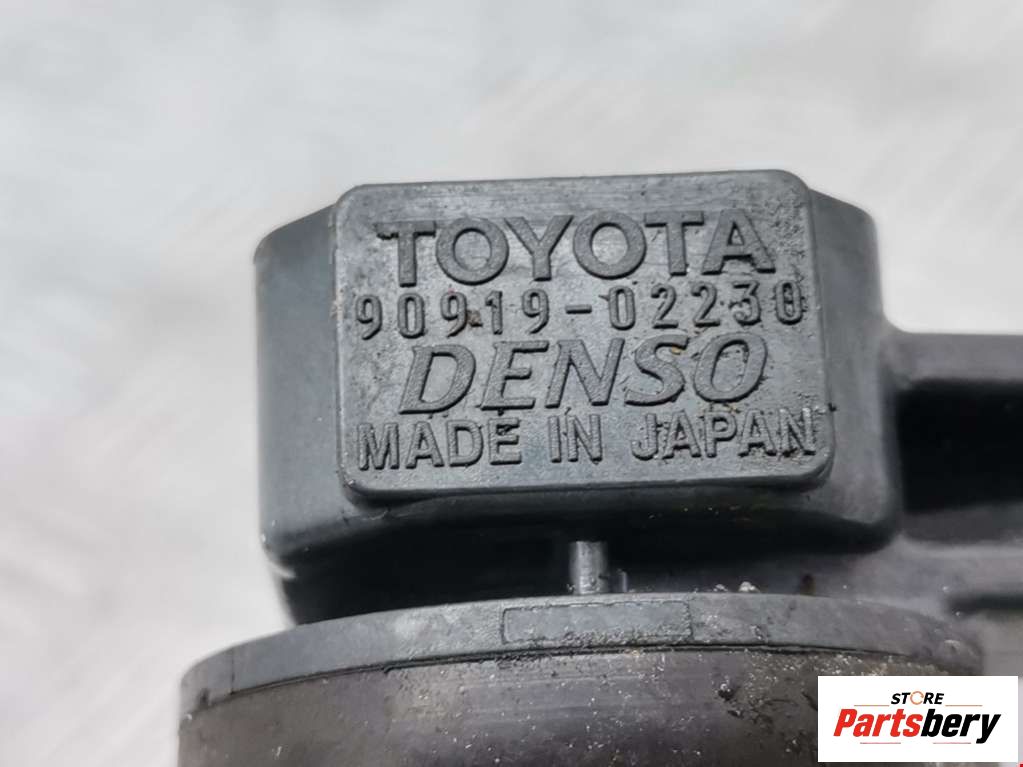 TOYOTA
90919-02230
DENSO
MADE IN JAPAN
STORE
Partsbery